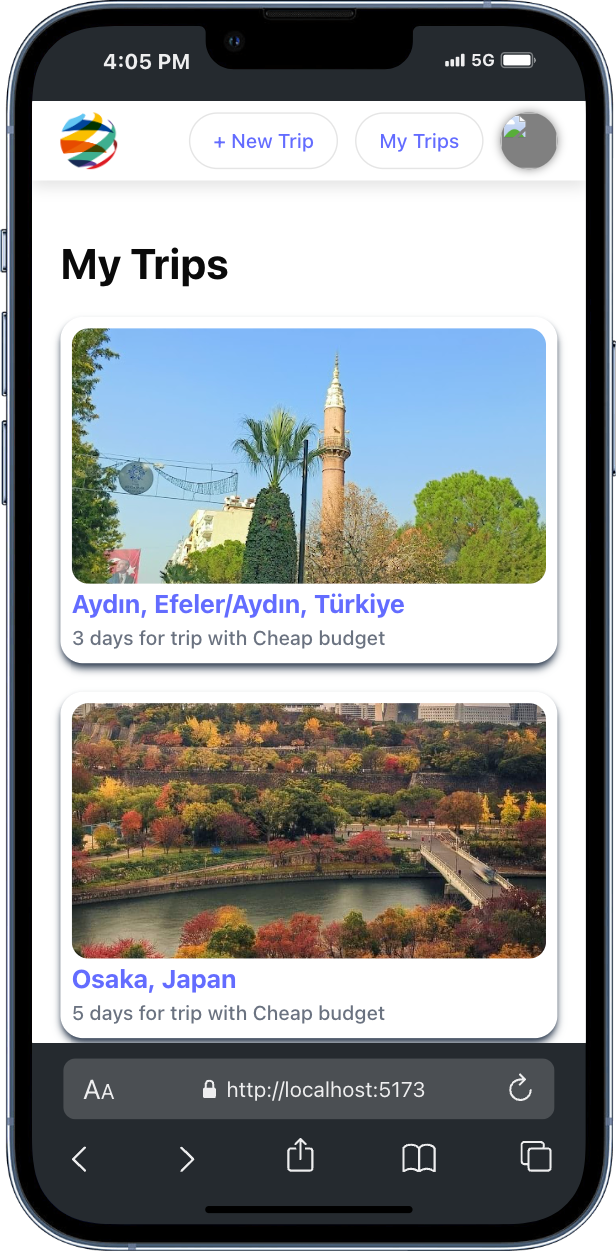 4:05 PM
5G
+ New Trip
My Trips
My Trips
Aydın, Efeler/Aydın, Türkiye
3 days for trip with Cheap budget
Osaka, Japan
5 days for trip with Cheap budget
AA
http://localhost:5173